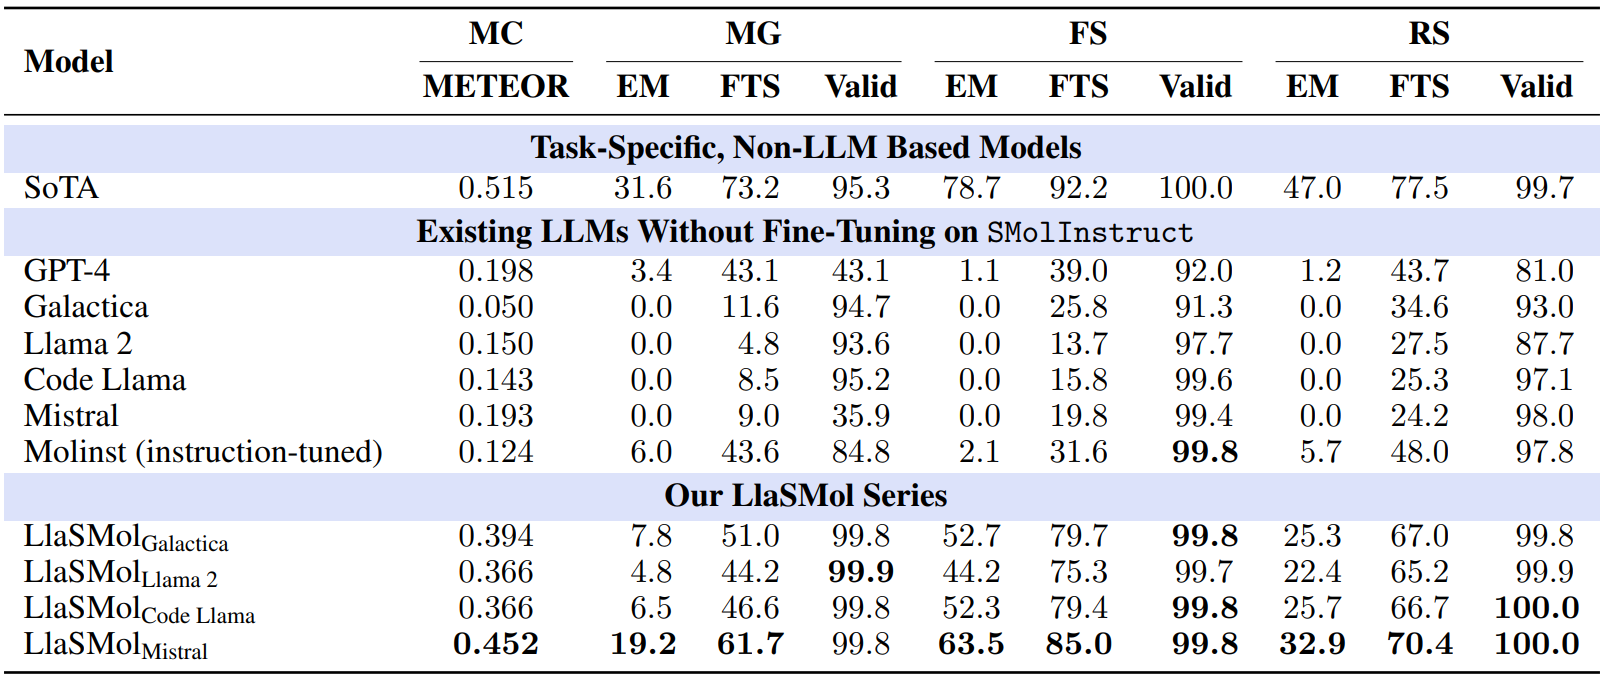 Model MC MG FS RS
METEOR EM FTS Valid EM FTS Valid EM FTS Valid
Task-Specific, Non-LLM Based Models
SoTA 0.515 31.6 73.2 95.3 78.7 92.2 100.0 47.0 77.5 99.7
Existing LLMs Without Fine-Tuning on SMolInstruct
GPT-4 0.198 3.4 43.1 43.1 1.1 39.0 92.0 1.2 43.7 81.0
Galactica 0.050 0.0 11.6 94.7 0.0 25.8 91.3 0.0 34.6 93.0
Llama 2 0.150 0.0 4.8 93.6 0.0 13.7 97.7 0.0 27.5 87.7
Code Llama 0.143 0.0 8.5 95.2 0.0 15.8 99.6 0.0 25.3 97.1
Mistral 0.193 0.0 9.0 35.9 0.0 19.8 99.4 0.0 24.2 98.0
Molinst (instruction-tuned) 0.124 6.0 43.6 84.8 2.1 31.6 99.8 5.7 48.0 97.8
Our LlaSMol Series
LlaSMol Galactica 0.394 7.8 51.0 99.8 52.7 79.7 99.8 25.3 67.0 99.8
LlaSMol Llama 2 0.366 4.8 44.2 99.9 44.2 75.3 99.7 22.4 65.2 99.9
LlaSMol Code Llama 0.366 6.5 46.6 99.8 52.3 79.4 99.8 25.7 66.7 100.0
LlaSMol Mistral 0.452 19.2 61.7 99.8 63.5 85.0 99.8 32.9 70.4 100.0